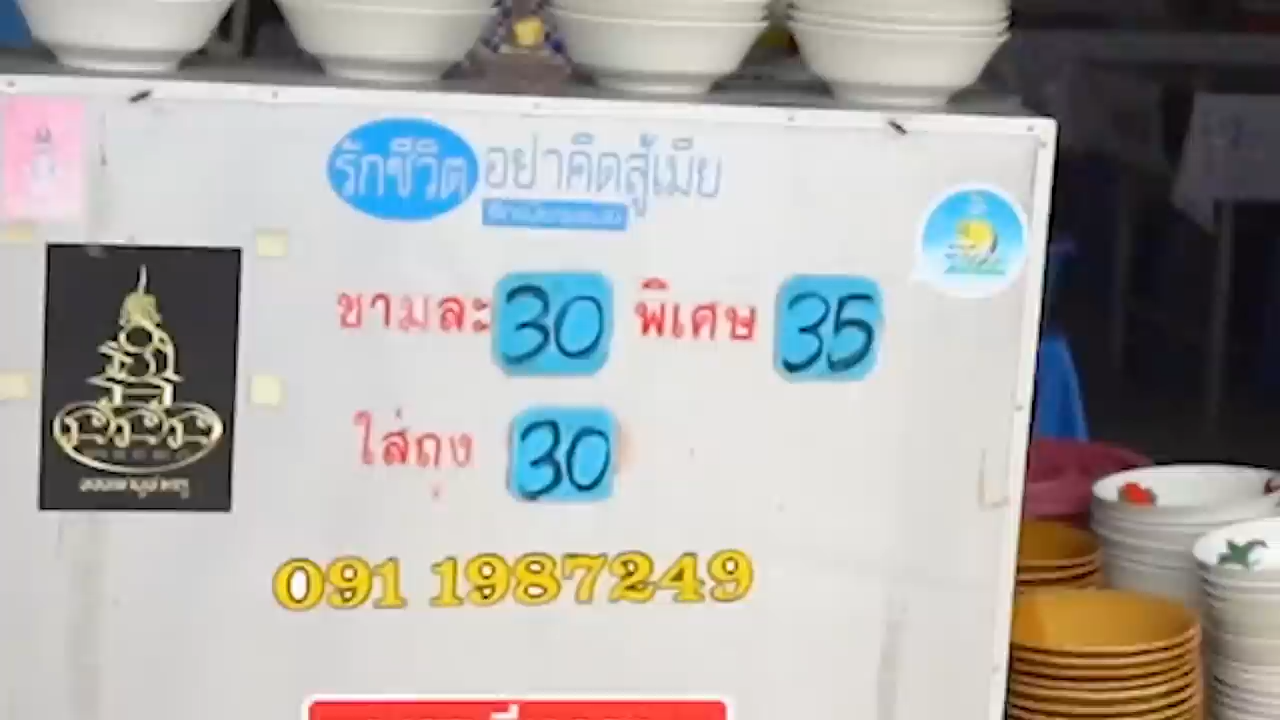 รักชีวิต อย่าคิดสู้เมีย
ชามละ 30 พิเศษ 35
ใส่ถุง 30
091 1987249